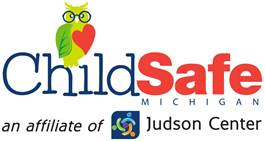 ChildSafe
MICHIGAN
an affiliate of Judson Center